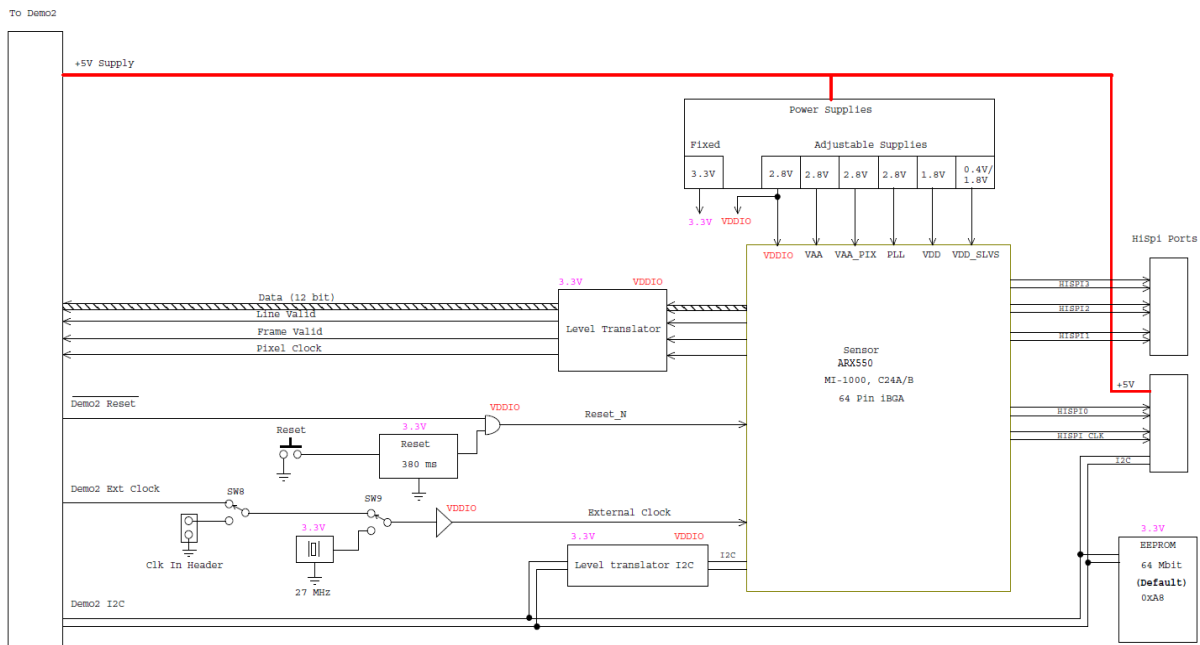 To Demo2
+5V Supply
Power Supplies
Fixed
Adjustable Supplies
3.3V
2.8V
2.8V
2.8V
2.8V
1.8V
0.4V/
1.8V
3.3V
VDDIO
HiSpi Ports
VDDIO
VAA
VAA_PIX
PLL
VDD
VDD_SLVS
3.3V
VDDIO
HISPI3
Data (12 bit)
HISPI2
Line Valid
Level Translator
Frame Valid
HISPI1
Pixel Clock
Sensor
ARX550
MI-1000, C24A/B
64 Pin iBGA
+5V
Demo2 Reset
VDDIO
HISPI0
Reset_N
3.3V
Reset
Reset
380 ms
HISPI CLK
I2C
Demo2 Ext Clock
SW8
SW9
VDDIO
External Clock
3.3V
3.3V
VDDIO
3.3V
EEPROM
64 Mbit
(Default)
0xA8
Clk In Header
Level translator I2C
I2C
27 MHz
Demo2 I2C